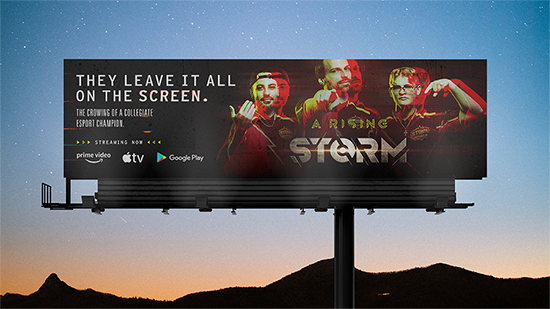 THEY LEAVE IT ALL
ON THE SCREEN.
THE CROWING OF A COLLEGIATE
ESPORT CHAMPION.
STREAMING NOW
prime video
tv
Google Play
A RISING
STORM